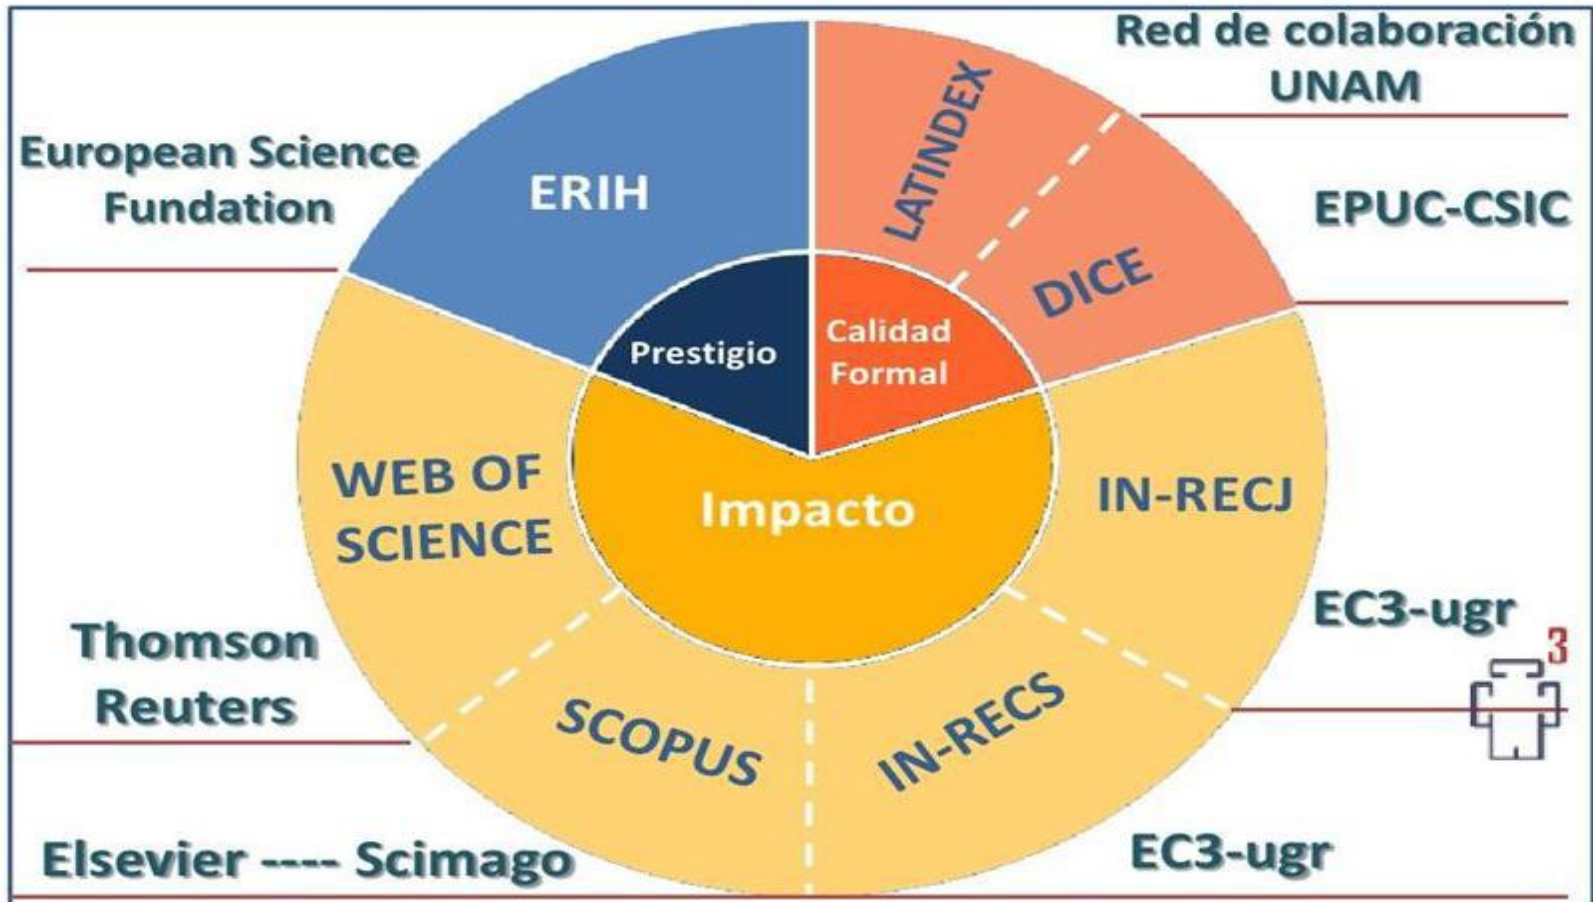 Red de colaboración
UNAM
European Science
Fundation
ERIH
LATINDEX
EPUC-CSIC
DICE
Prestigio
Calidad
Formal
WEB OF
SCIENCE
Impacto
IN-RECJ
EC3-ugr
3
Thomson
Reuters
SCOPUS
IN-RECS
Elsevier ---- Scimago
EC3-ugr